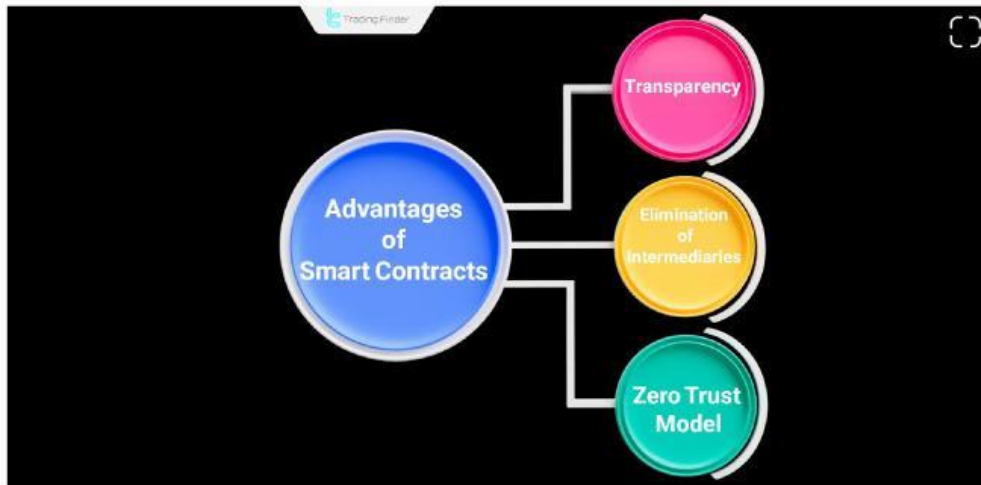 Trading Finder
Transparency
Advantages
of
Smart Contracts
Elimination
of
Intermediaries
Zero Trust
Model